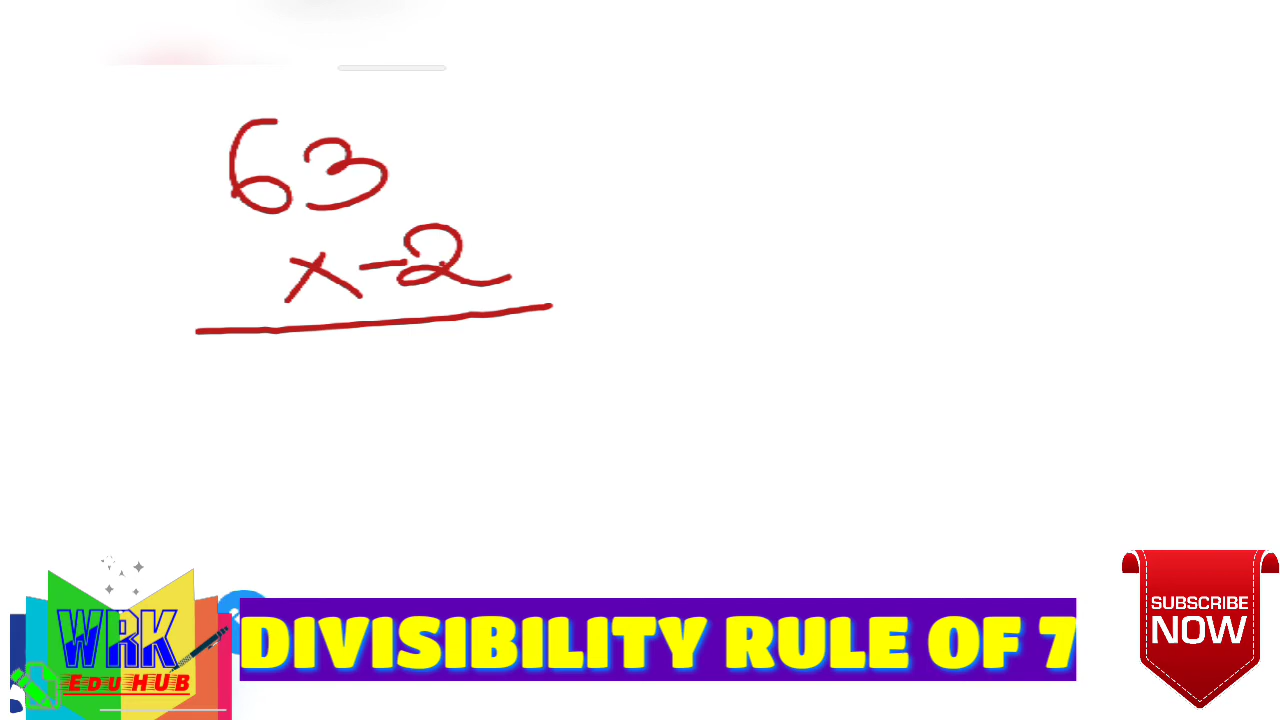 63
x-2
WRK
EDU HUB
DIVISIBILITY RULE OF 7
SUBSCRIBE
NOW